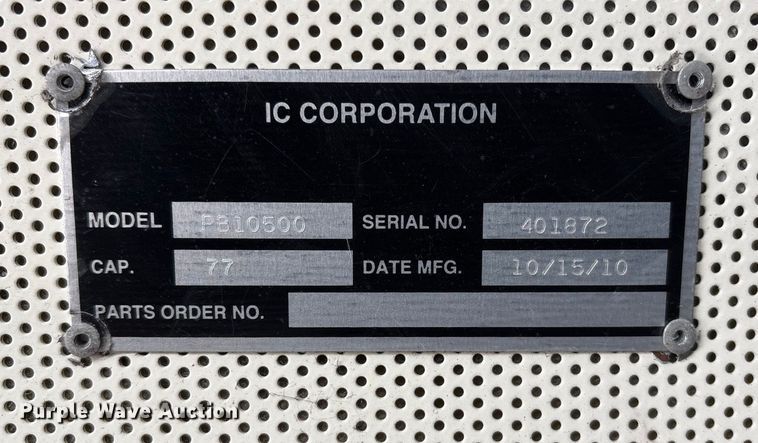 IC CORPORATION
MODEL PB10500 SERIAL NO. 401872
CAP. 77 DATE MFG. 10/15/10
PARTS ORDER NO.
Purple Wave Auction